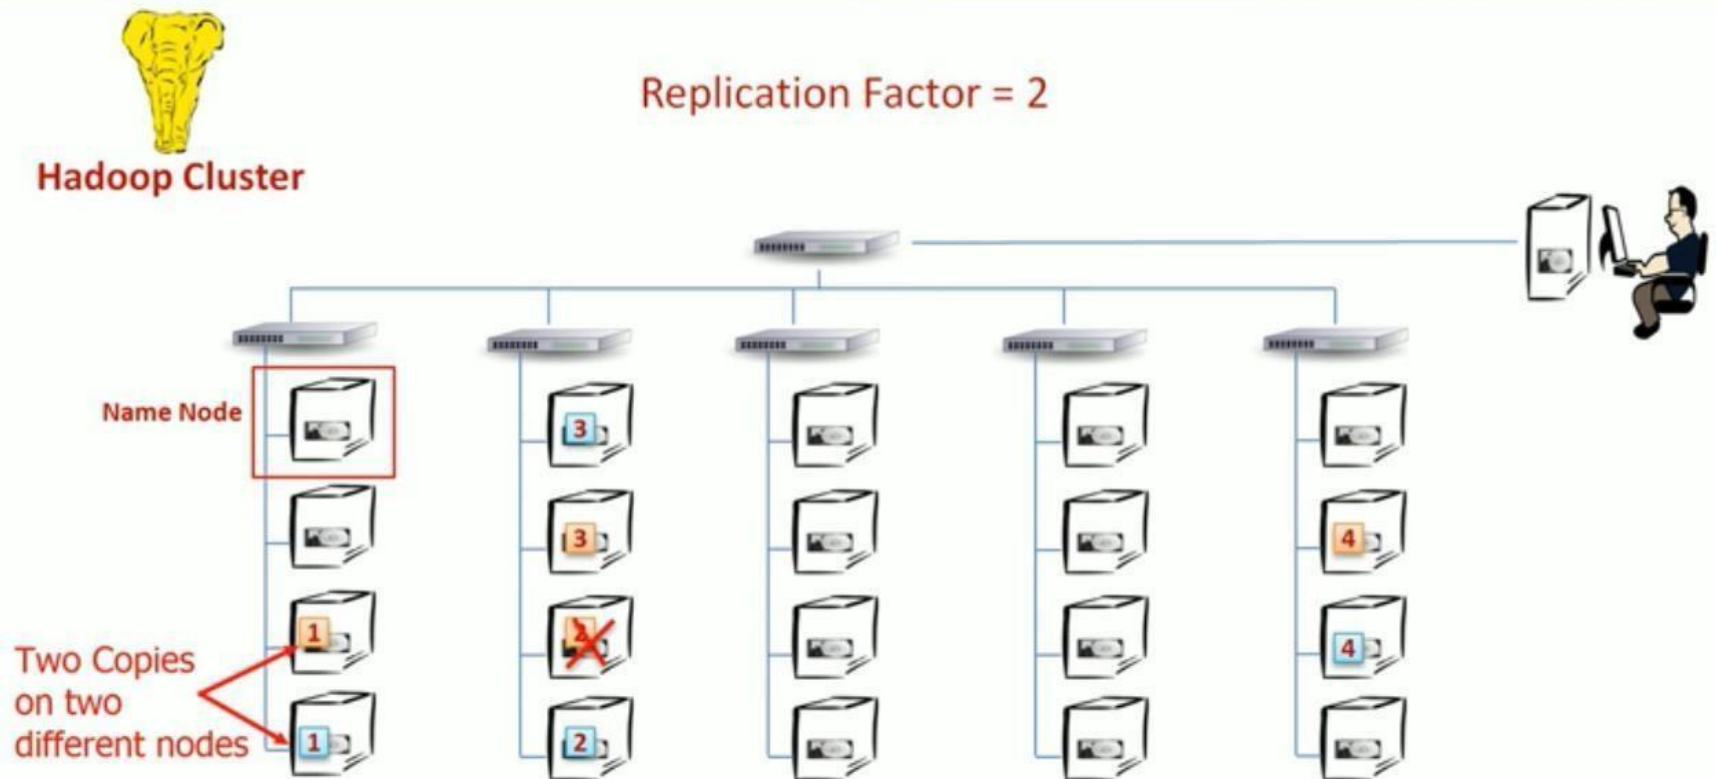 Replication Factor = 2
Hadoop Cluster
Name Node
3
3
4
1
2
4
Two Copies
on two
different nodes
1
2